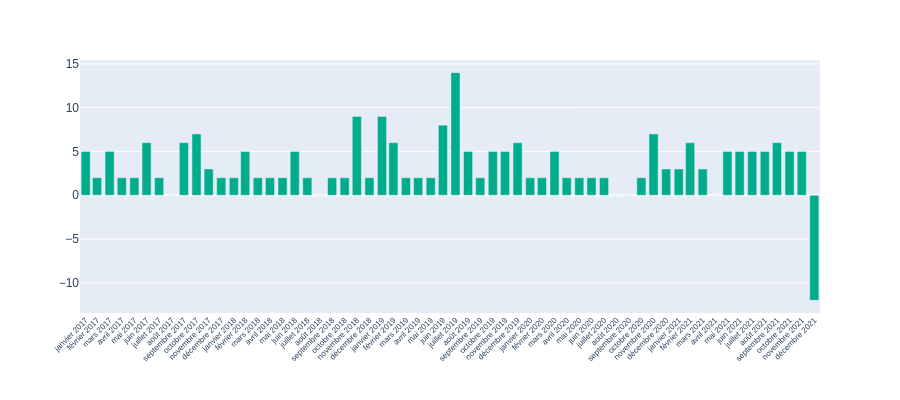 15
10
5
0
−5
−10
janvier 2017
février 2017
mars 2017
avril 2017
mai 2017
juin 2017
juillet 2017
août 2017
septembre 2017
octobre 2017
novembre 2017
décembre 2017
janvier 2018
février 2018
mars 2018
avril 2018
mai 2018
juin 2018
juillet 2018
août 2018
septembre 2018
octobre 2018
novembre 2018
décembre 2018
janvier 2019
février 2019
mars 2019
avril 2019
mai 2019
juin 2019
juillet 2019
août 2019
septembre 2019
octobre 2019
novembre 2019
décembre 2019
janvier 2020
février 2020
mars 2020
avril 2020
mai 2020
juin 2020
juillet 2020
août 2020
septembre 2020
octobre 2020
novembre 2020
décembre 2020
janvier 2021
février 2021
mars 2021
avril 2021
mai 2021
juin 2021
juillet 2021
août 2021
septembre 2021
octobre 2021
novembre 2021
décembre 2021